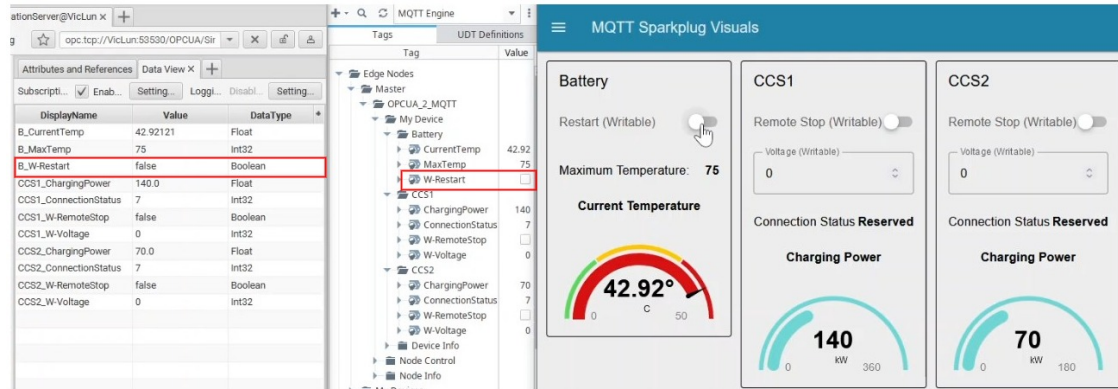 ationServer@VicLun ×
g opc.tcp://VicLun:53530/OPCUA/Sir
Attributes and References Data View ×
Subscripti... Enab... Setting... Loggi... Disabl... Setting...
DisplayName Value DataType
B_CurrentTemp 42.92121 Float
B_MaxTemp 75 Int32
B_W-Restart false Boolean
CCS1_ChargingPower 140.0 Float
CCS1_ConnectionStatus 7 Int32
CCS1_W-RemoteStop false Boolean
CCS1_W-Voltage 0 Int32
CCS2_ChargingPower 70.0 Float
CCS2_ConnectionStatus 7 Int32
CCS2_W-RemoteStop false Boolean
CCS2_W-Voltage 0 Int32
MQTT Engine
Tags UDT Definitions
Tag Value
Edge Nodes
Master
OPCUA_2_MQTT
My Device
Battery
CurrentTemp 42.92
MaxTemp 75
W-Restart
CCS1
ChargingPower 140
ConnectionStatus 7
W-RemoteStop
W-Voltage 0
CCS2
ChargingPower 70
ConnectionStatus 7
W-RemoteStop
W-Voltage 0
Device Info
Node Control
Node Info
MQTT Sparkplug Visuals
Battery
Restart (Writable)
Maximum Temperature: 75
Current Temperature
42.92°
C
0 50
CCS1
Remote Stop (Writable)
Voltage (Writable)
0
Connection Status Reserved
Charging Power
140
kW
0 360
CCS2
Remote Stop (Writable)
Voltage (Writable)
0
Connection Status Reserved
Charging Power
70
kW
0 180